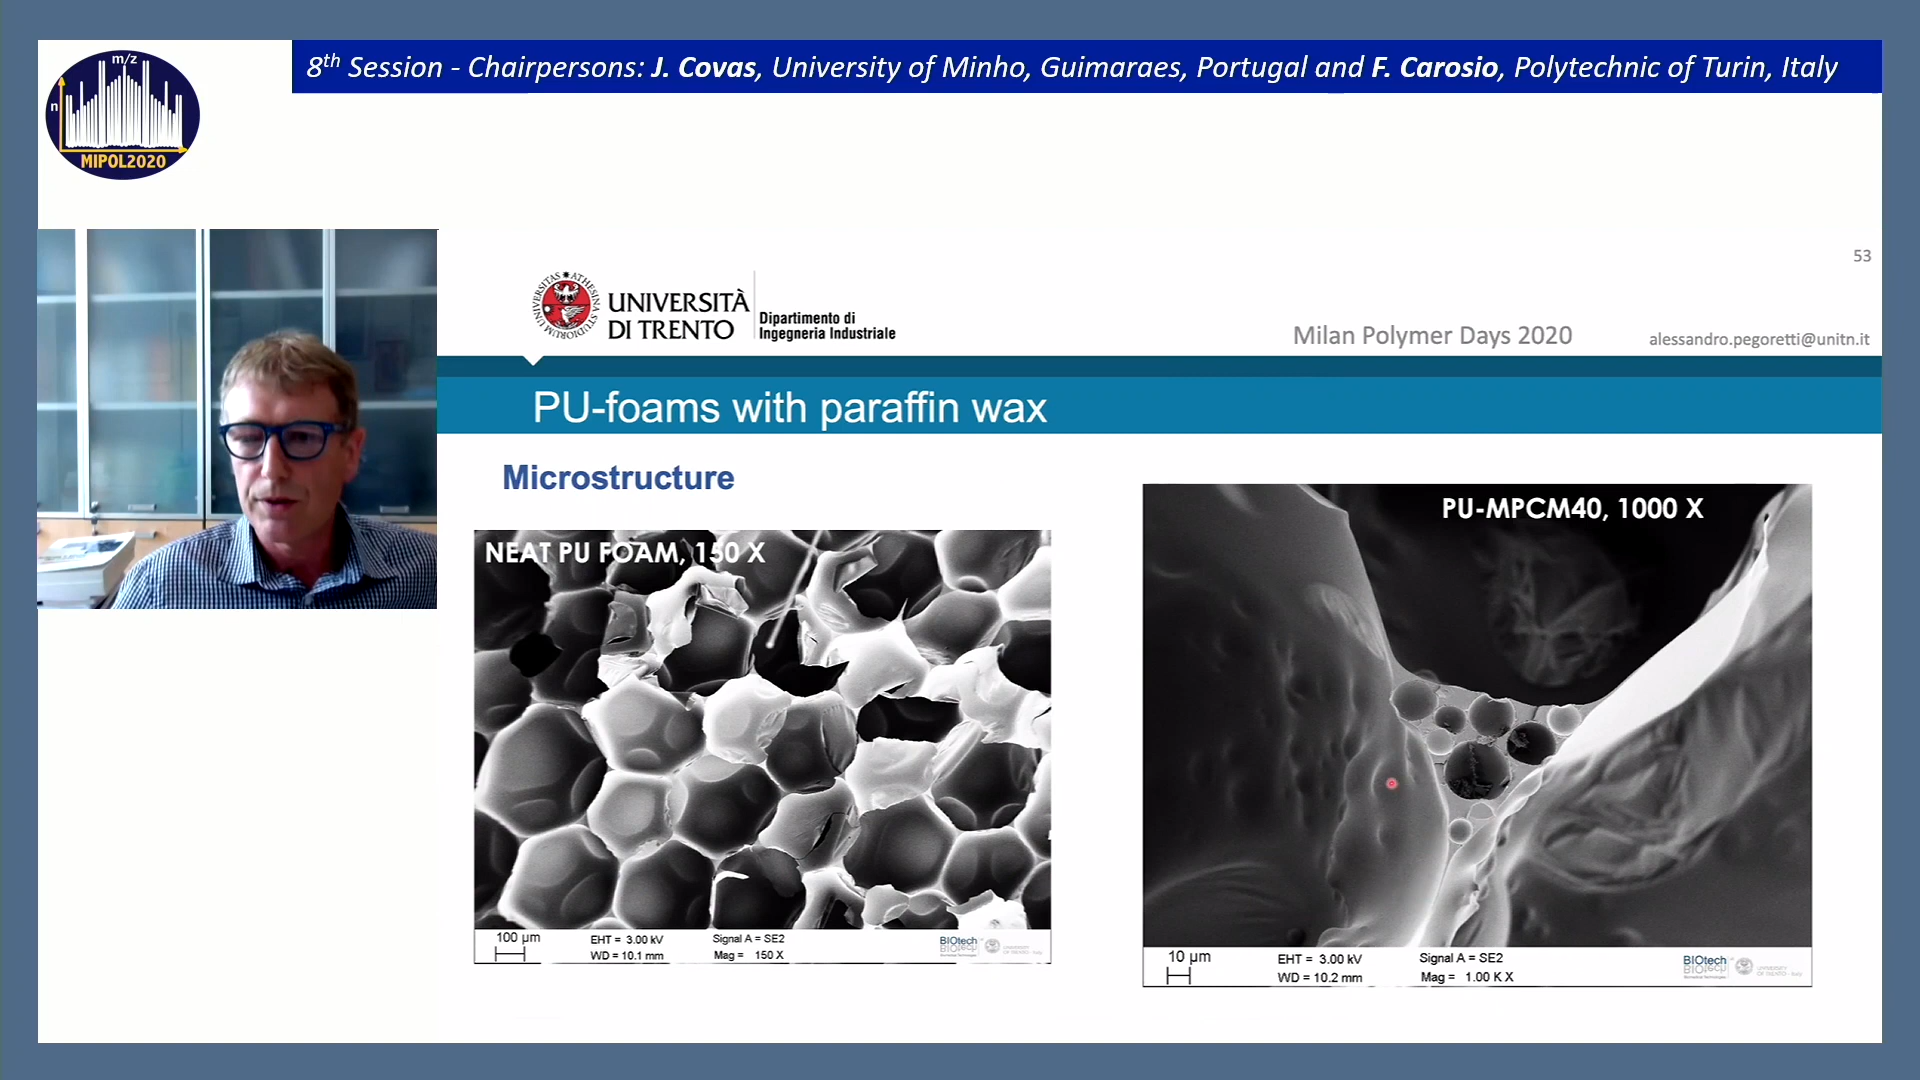 8th Session - Chairpersons: J. Covas, University of Minho, Guimaraes, Portugal and F. Carosio, Polytechnic of Turin, Italy
m/z
n
MIPOL2020
53
UNIVERSITÀ
DI TRENTO
Dipartimento di
Ingegneria Industriale
Milan Polymer Days 2020
alessandro.pegoretti@unitn.it
PU-foams with paraffin wax
Microstructure
NEAT PU FOAM, 150 X
100 µm
EHT = 3.00 kV
WD = 10.1 mm
Signal A = SE2
Mag = 150 X
BIOtech
PU-MPCM40, 1000 X
10 µm
EHT = 3.00 kV
WD = 10.2 mm
Signal A = SE2
Mag = 1.00 K X
BIOtech